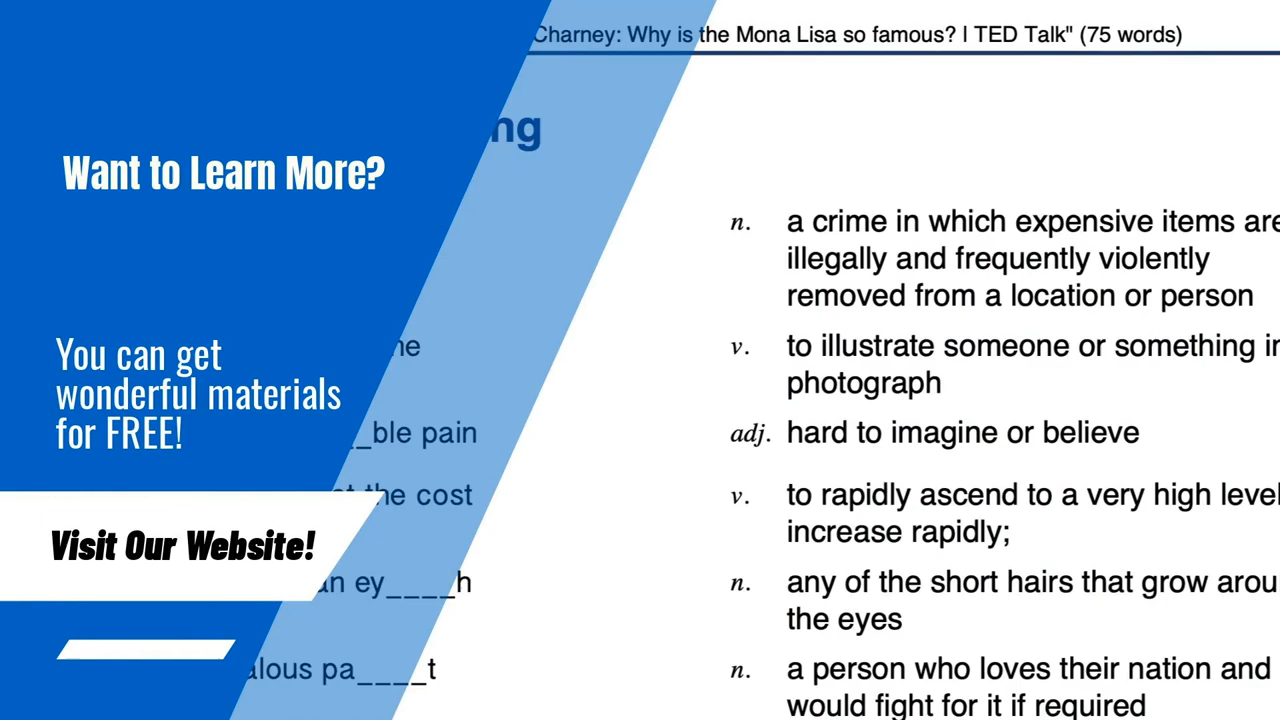 Charney: Why is the Mona Lisa so famous? | TED Talk" (75 words)
ng
Want to Learn More?
You can get
wonderful materials
for FREE!
Visit Our Website!
he
_ble pain
the cost
an ey____h
alous pa____t
n. a crime in which expensive items are
illegally and frequently violently
removed from a location or person
v. to illustrate someone or something in
photograph
adj. hard to imagine or believe
v. to rapidly ascend to a very high level
increase rapidly;
n. any of the short hairs that grow arou
the eyes
n. a person who loves their nation and
would fight for it if required